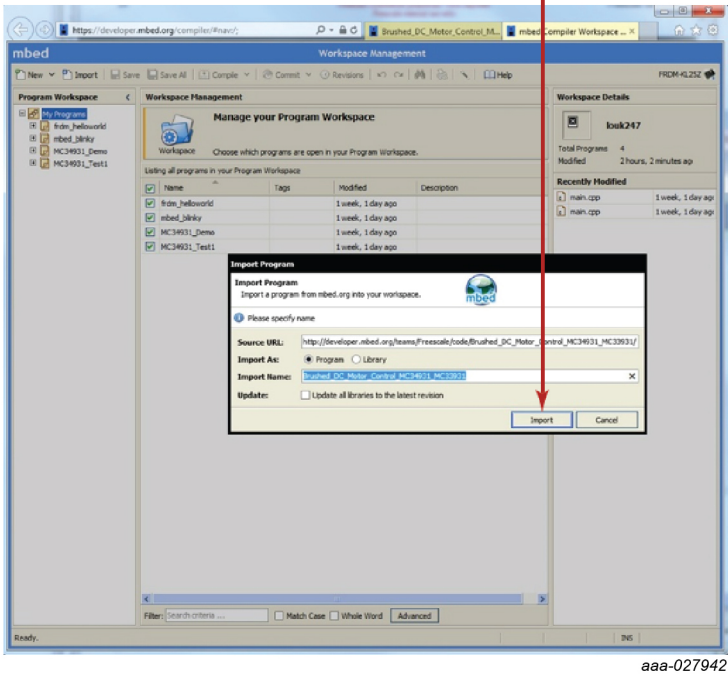 https://developer.mbed.org/compiler/#nav:/;
Brushed_DC_Motor_Control_M...
mbed Compiler Workspace ...
mbed
Workspace Management
New Import Save Save All Compile Commit Revisions Help FRDM-KL25Z
Program Workspace
My Programs
frdm_helloworld
mbed_blinky
MC34931_Demo
MC34931_Test1
Workspace Management
Workspace
Manage your Program Workspace
Choose which programs are open in your Program Workspace.
Listing all programs in your Program Workspace
Name Tags Modified Description
frdm_helloworld 1 week, 1 day ago
mbed_blinky 1 week, 1 day ago
MC34931_Demo 1 week, 1 day ago
MC34931_Test1 1 week, 1 day ago
Workspace Details
louk247
Total Programs 4
Modified 2 hours, 2 minutes ago
Recently Modified
main.cpp 1 week, 1 day ago
main.cpp 1 week, 1 day ago
Import Program
Import Program
Import a program from mbed.org into your workspace.
mbed
Please specify name
Source URL: http://developer.mbed.org/teams/Freescale/code/Brushed_DC_Motor_Control_MC34931_MC33931/
Import As: Program Library
Import Name: Brushed_DC_Motor_Control_MC34931_MC33931
Update: Update all libraries to the latest revision
Import Cancel
Filter: Search criteria ... Match Case Whole Word Advanced
Ready. INS
aaa-027942